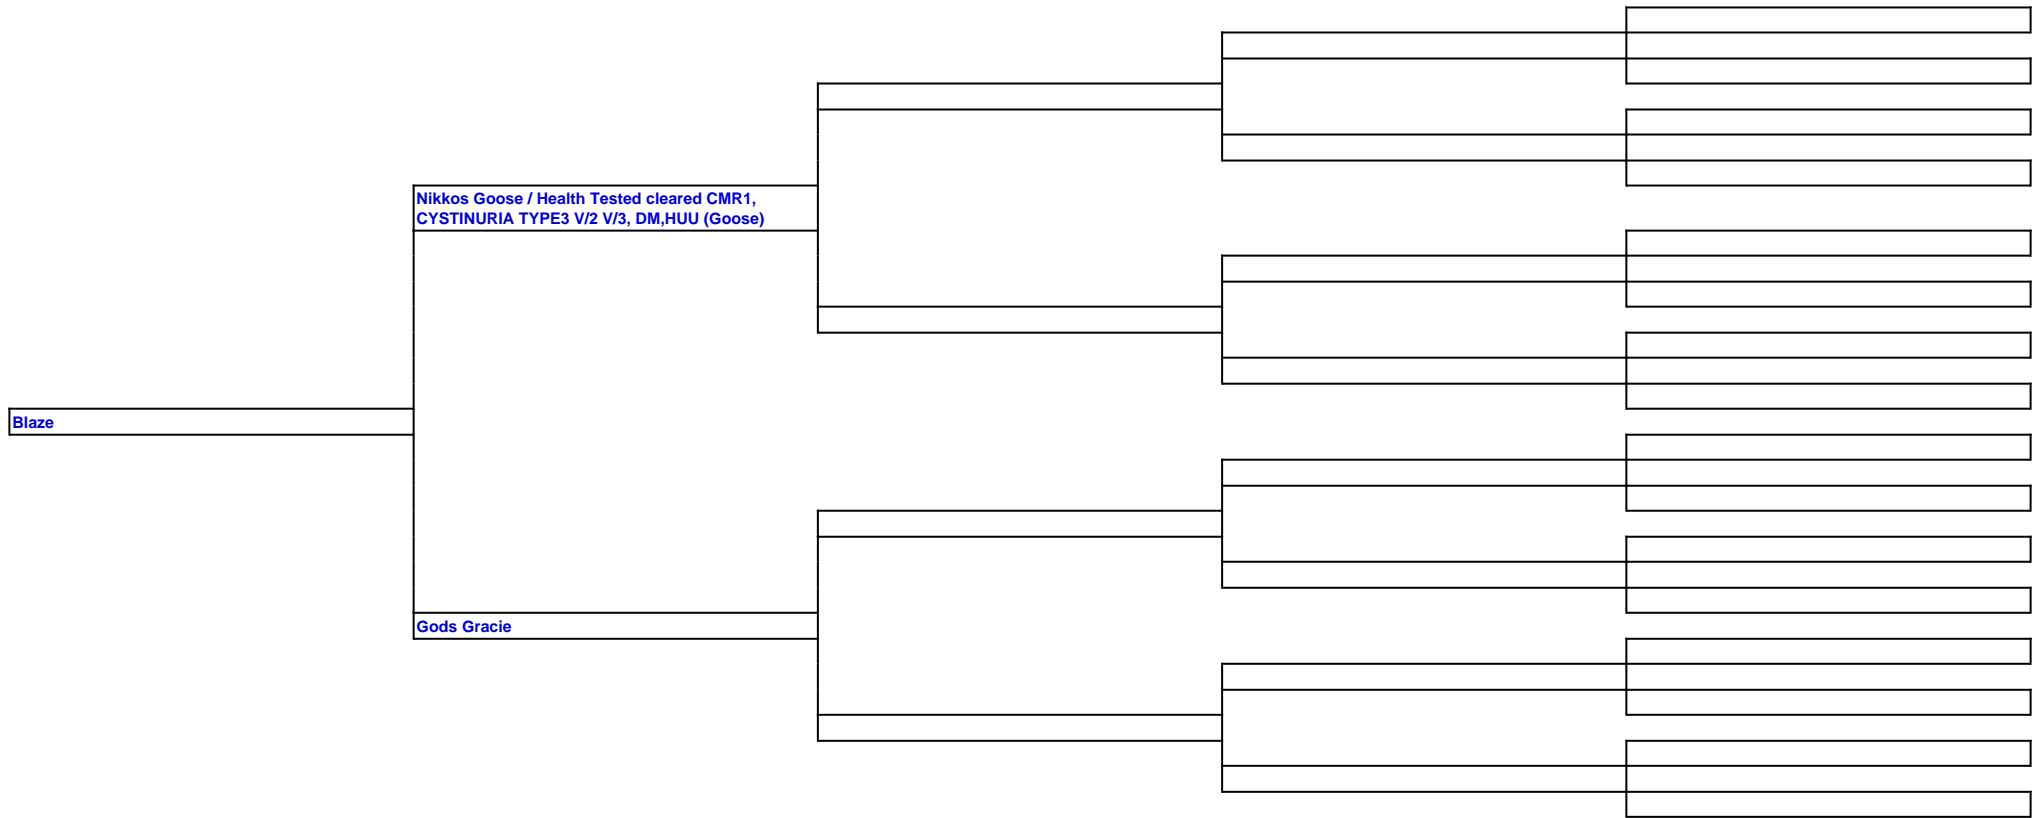 Nikkos Goose / Health Tested cleared CMR1,
CYSTINURIA TYPE3 V/2 V/3, DM,HUU (Goose)
Blaze
Gods Gracie